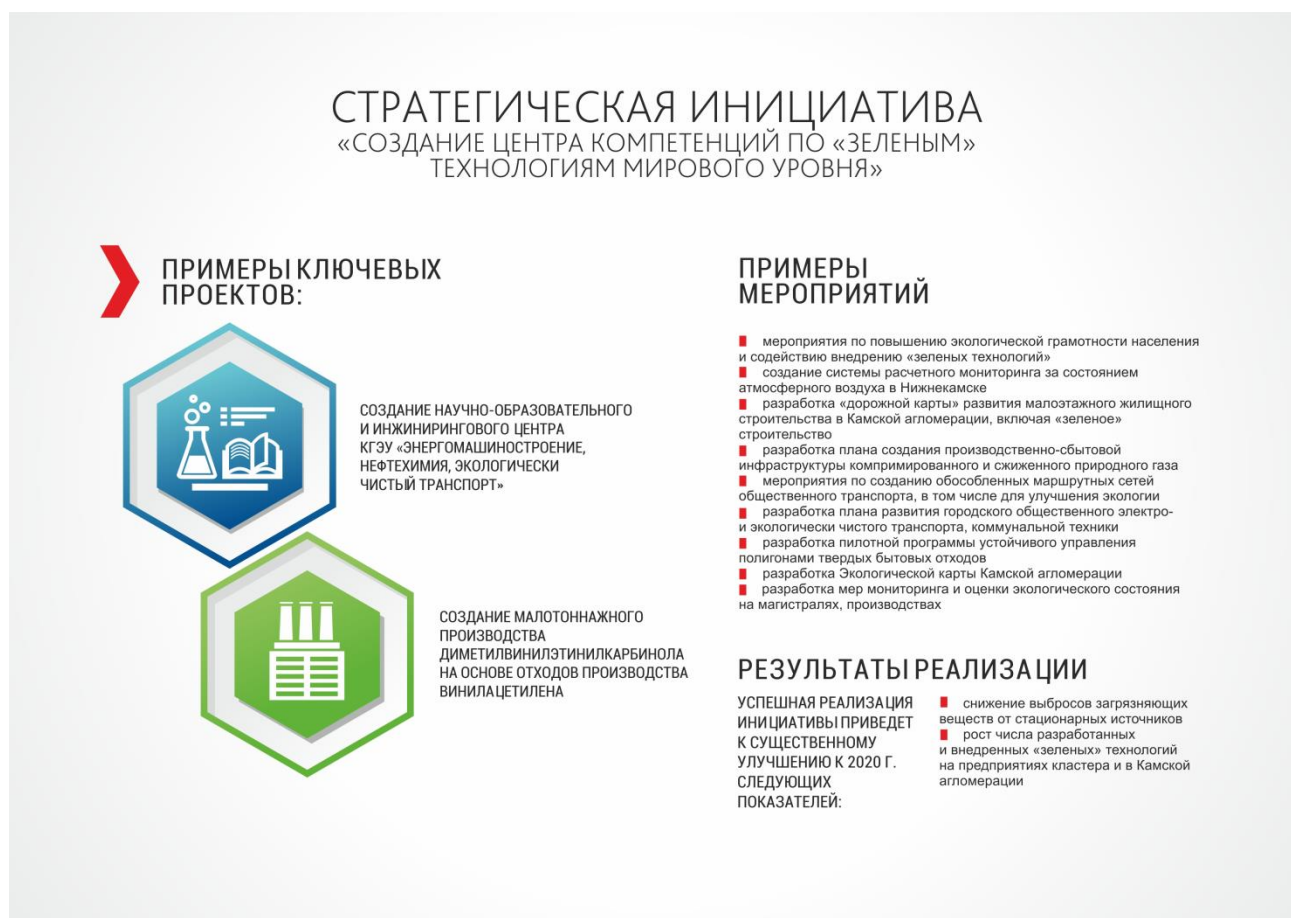 СТРАТЕГИЧЕСКАЯ ИНИЦИАТИВА
«СОЗДАНИЕ ЦЕНТРА КОМПЕТЕНЦИЙ ПО «ЗЕЛЕНЫМ»
ТЕХНОЛОГИЯМ МИРОВОГО УРОВНЯ»
ПРИМЕРЫ КЛЮЧЕВЫХ
ПРОЕКТОВ:
СОЗДАНИЕ НАУЧНО-ОБРАЗОВАТЕЛЬНОГО
И ИНЖИНИРИНГОВОГО ЦЕНТРА
КГЭУ «ЭНЕРГОМАШИНОСТРОЕНИЕ,
НЕФТЕХИМИЯ, ЭКОЛОГИЧЕСКИ
ЧИСТЫЙ ТРАНСПОРТ»
СОЗДАНИЕ МАЛОТОННАЖНОГО
ПРОИЗВОДСТВА
ДИМЕТИЛВИНИЛЭТИНИЛКАРБИНОЛА
НА ОСНОВЕ ОТХОДОВ ПРОИЗВОДСТВА
ВИНИЛАЦЕТИЛЕНА
ПРИМЕРЫ
МЕРОПРИЯТИЙ
мероприятия по повышению экологической грамотности населения
и содействию внедрению «зеленых технологий»
создание системы расчетного мониторинга за состоянием
атмосферного воздуха в Нижнекамске
разработка «дорожной карты» развития малоэтажного жилищного
строительства в Камской агломерации, включая «зеленое»
строительство
разработка плана создания производственно-сбытовой
инфраструктуры компримированного и сжиженного природного газа
мероприятия по созданию обособленных маршрутных сетей
общественного транспорта, в том числе для улучшения экологии
разработка плана развития городского общественного электро-
и экологически чистого транспорта, коммунальной техники
разработка пилотной программы устойчивого управления
полигонами твердых бытовых отходов
разработка Экологической карты Камской агломерации
разработка мер мониторинга и оценки экологического состояния
на магистралях, производствах
РЕЗУЛЬТАТЫ РЕАЛИЗАЦИИ
УСПЕШНАЯ РЕАЛИЗАЦИЯ
ИНИЦИАТИВЫ ПРИВЕДЕТ
К СУЩЕСТВЕННОМУ
УЛУЧШЕНИЮ К 2020 Г.
СЛЕДУЮЩИХ
ПОКАЗАТЕЛЕЙ:
снижение выбросов загрязняющих
веществ от стационарных источников
рост числа разработанных
и внедренных «зеленых» технологий
на предприятиях кластера и в Камской
агломерации